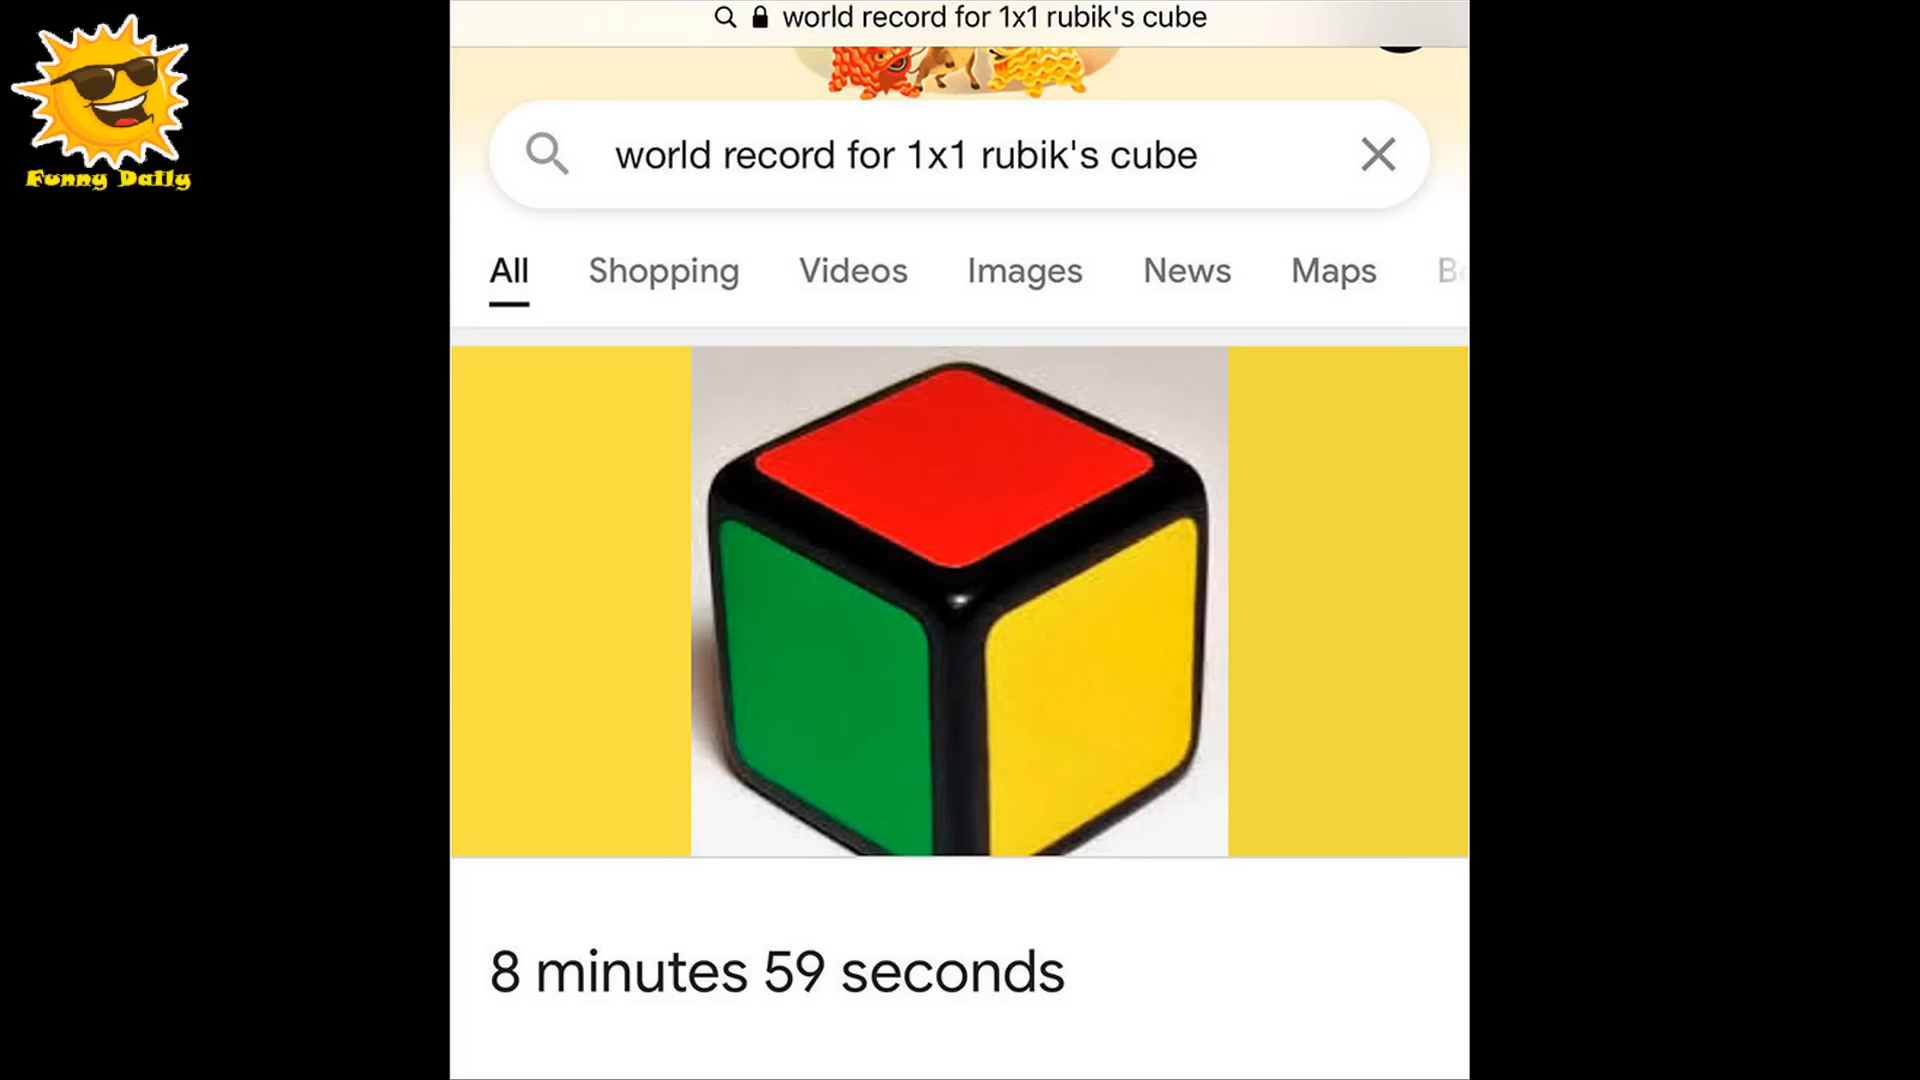 world record for 1x1 rubik's cube
Funny Daily
world record for 1x1 rubik's cube
All Shopping Videos Images News Maps
8 minutes 59 seconds